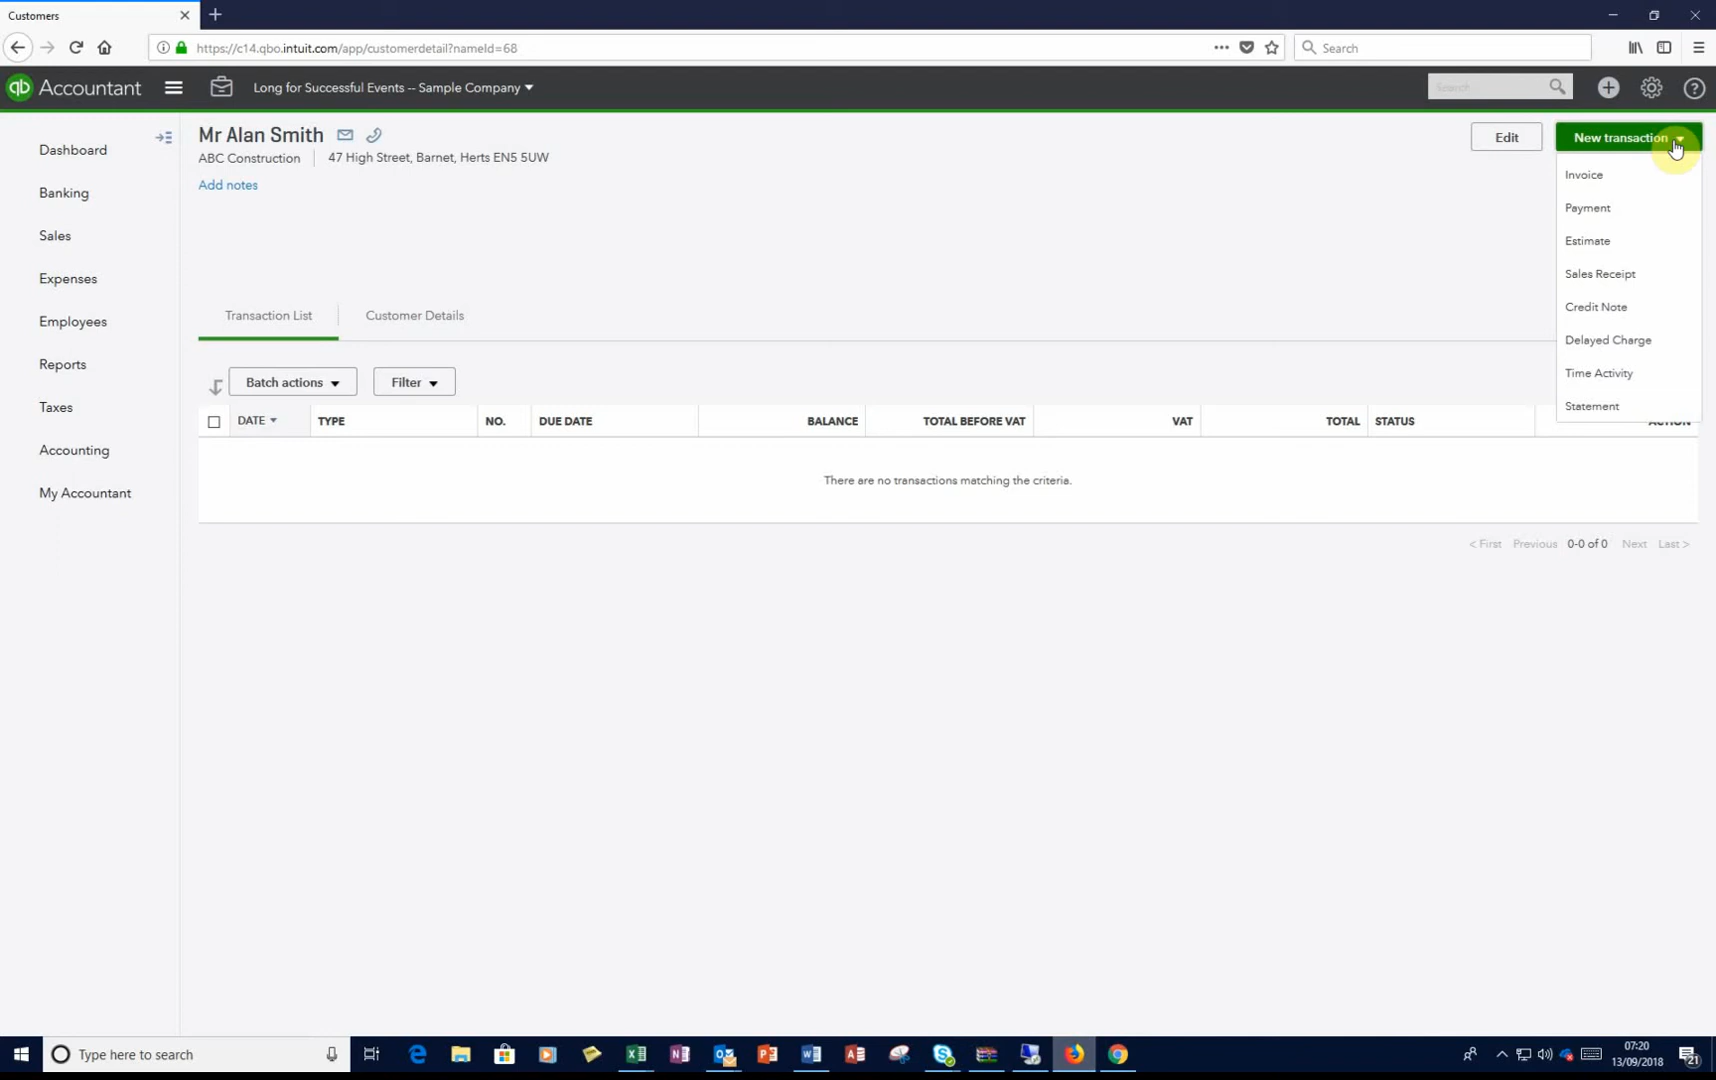 Customers
https://c14.qbo.intuit.com/app/customerdetail?nameId=68
Search
qb Accountant
Long for Successful Events -- Sample Company
Search
Mr Alan Smith
ABC Construction
47 High Street, Barnet, Herts EN5 5UW
Add notes
Edit
New transaction
Invoice
Payment
Estimate
Sales Receipt
Credit Note
Delayed Charge
Time Activity
Statement
Dashboard
Banking
Sales
Expenses
Employees
Reports
Taxes
Accounting
My Accountant
Transaction List
Customer Details
Batch actions
Filter
DATE TYPE NO. DUE DATE BALANCE TOTAL BEFORE VAT VAT TOTAL STATUS ACTION
There are no transactions matching the criteria.
< First Previous 0-0 of 0 Next Last >
Type here to search
07:20
13/09/2018
21